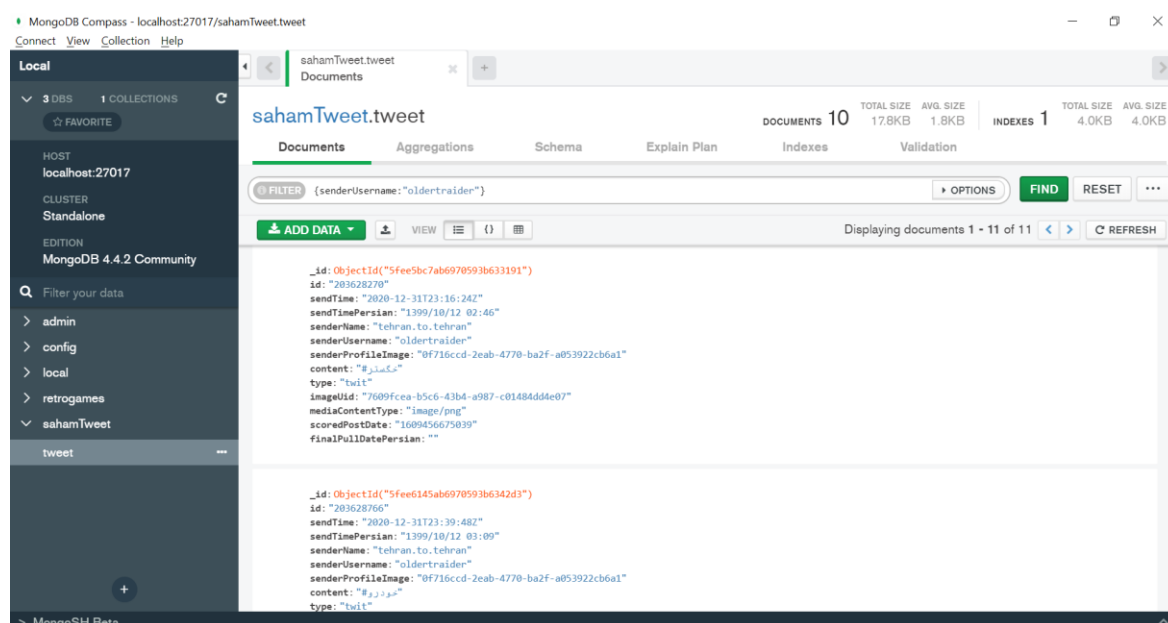 MongoDB Compass - localhost:27017/sahamTweet.tweet
Connect View Collection Help
Local
3 DBS 1 COLLECTIONS
FAVORITE
HOST
localhost:27017
CLUSTER
Standalone
EDITION
MongoDB 4.4.2 Community
Filter your data
admin
config
local
retrogames
sahamTweet
tweet
sahamTweet.tweet
Documents
sahamTweet.tweet
DOCUMENTS 10 TOTAL SIZE 17.8KB AVG. SIZE 1.8KB INDEXES 1 TOTAL SIZE 4.0KB AVG. SIZE 4.0KB
Documents Aggregations Schema Explain Plan Indexes Validation
FILTER {senderUsername:"oldertraider"} OPTIONS FIND RESET
ADD DATA VIEW {} Displaying documents 1 - 11 of 11 < > REFRESH
_id: ObjectId("5fee5bc7ab6970593b633191")
id: "203628270"
sendTime: "2020-12-31T23:16:24Z"
sendTimePersian: "1399/10/12 02:46"
senderName: "tehran.to.tehran"
senderUsername: "oldertraider"
senderProfileImage: "0f716ccd-2eab-4770-ba2f-a053922cb6a1"
content: "#خگستر"
type: "twit"
imageUid: "7609fcea-b5c6-43b4-a987-c01484dd4e07"
mediaContentType: "image/png"
scoredPostDate: "1609456675039"
finalPullDatePersian: ""
_id: ObjectId("5fee6145ab6970593b6342d3")
id: "203628766"
sendTime: "2020-12-31T23:39:48Z"
sendTimePersian: "1399/10/12 03:09"
senderName: "tehran.to.tehran"
senderUsername: "oldertraider"
senderProfileImage: "0f716ccd-2eab-4770-ba2f-a053922cb6a1"
content: "#خودرو"
type: "twit"
> MongoSH Beta